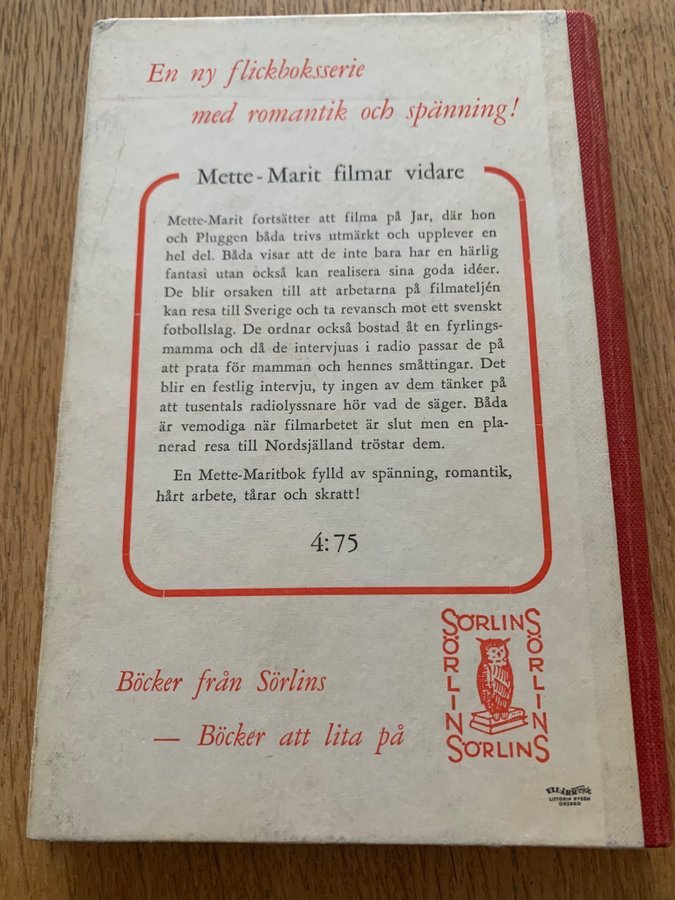 En ny flickboksserie
med romantik och spänning!
Mette-Marit filmar vidare
Mette-Marit fortsätter att filma på Jar, där hon
och Pluggen båda trivs utmärkt och upplever en
hel del. Båda visar att de inte bara har en härlig
fantasi utan också kan realisera sina goda idéer.
De blir orsaken till att arbetarna på filmateljén
kan resa till Sverige och ta revansch mot ett svenskt
fotbollslag. De ordnar också bostad åt en fyrlings-
mamma och då de intervjuas i radio passar de på
att prata för mamman och hennes småttingar. Det
blir en festlig intervju, ty ingen av dem tänker på
att tusentals radiolyssnare hör vad de säger. Båda
är vemodiga när filmarbetet är slut men en pla-
nerad resa till Nordsjälland tröstar dem.
En Mette-Maritbok fylld av spänning, romantik,
hårt arbete, tårar och skratt!
4:75
SÖRLINS
SÖRLINS
SÖRLINS
SÖRLINS
Böcker från Sörlins
— Böcker att lita på
LITTORIN RYDÉN
ÖREBRO